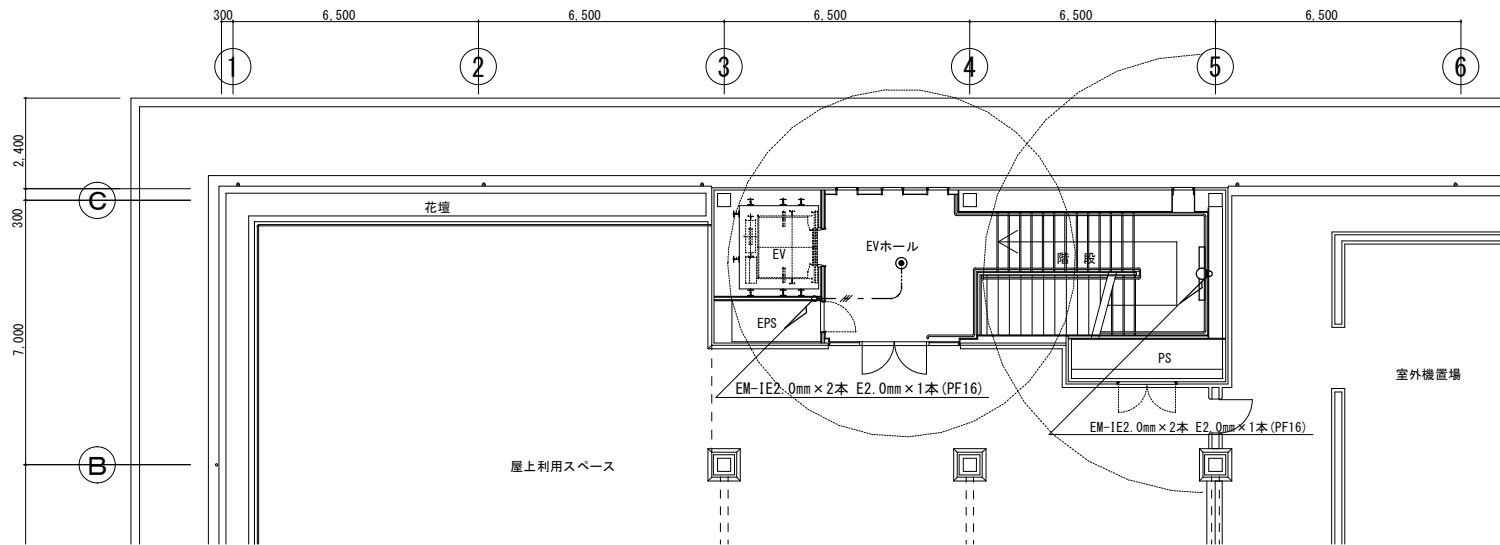 300 6,500 6,500 6,500 6,500 6,500
1 2 3 4 5 6
2,400
C
300
花壇
EV
EVホール
階 段
7,000
EPS
PS
室外機置場
EM-IE2.0mm×2本 E2.0mm×1本(PF16)
EM-IE2.0mm×2本 E2.0mm×1本(PF16)
B
屋上利用スペース